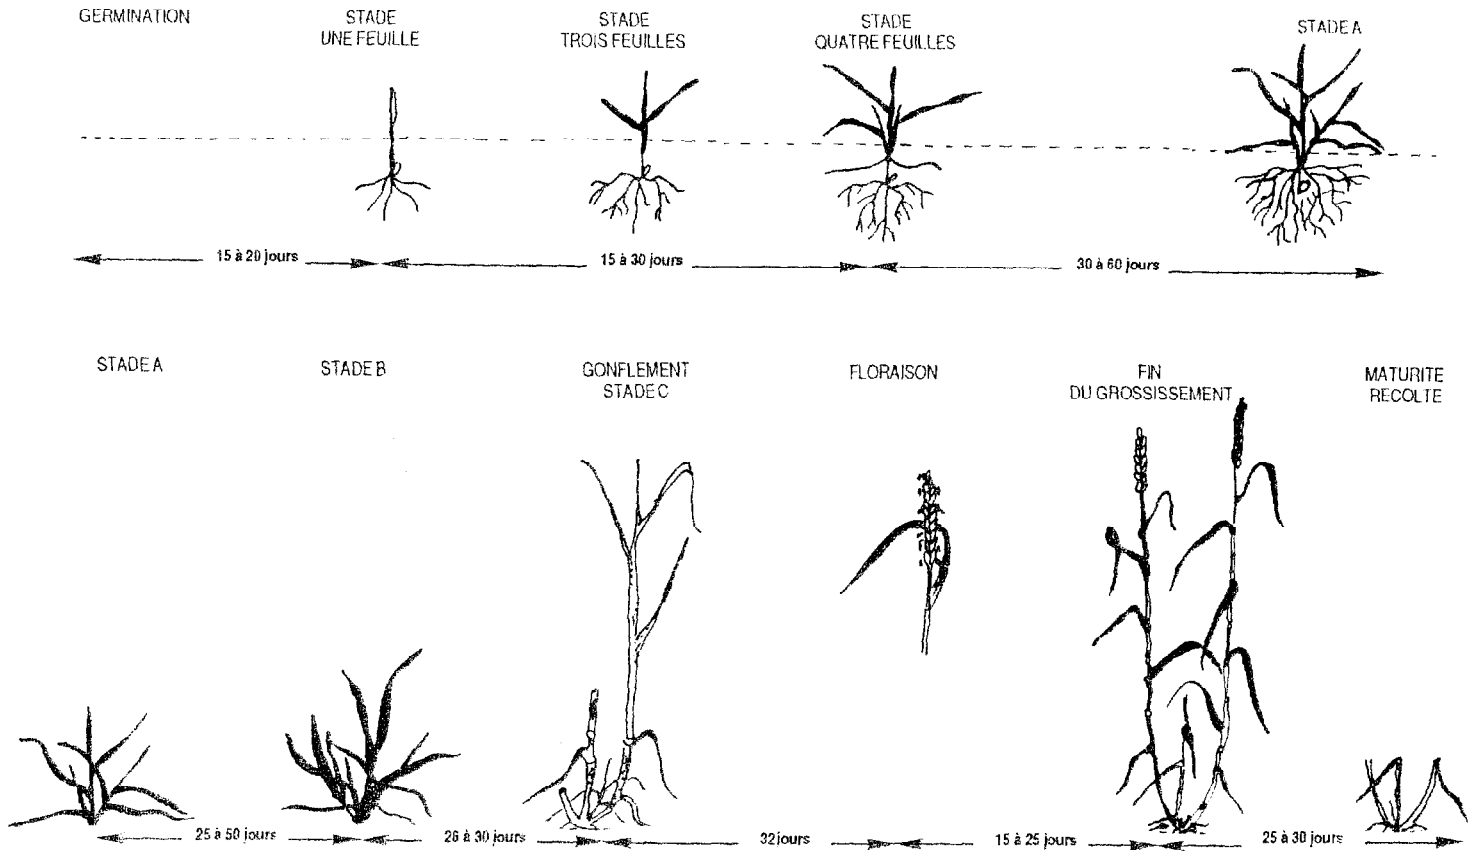 GERMINATION
STADE
UNE FEUILLE
STADE
TROIS FEUILLES
STADE
QUATRE FEUILLES
STADE A
15 à 20 jours
15 à 30 jours
30 à 60 jours
STADE A
STADE B
GONFLEMENT
STADE C
FLORAISON
FIN
DU GROSSISSEMENT
MATURITE
RECOLTE
25 à 50 jours
26 à 30 jours
32 jours
15 à 25 jours
25 à 30 jours